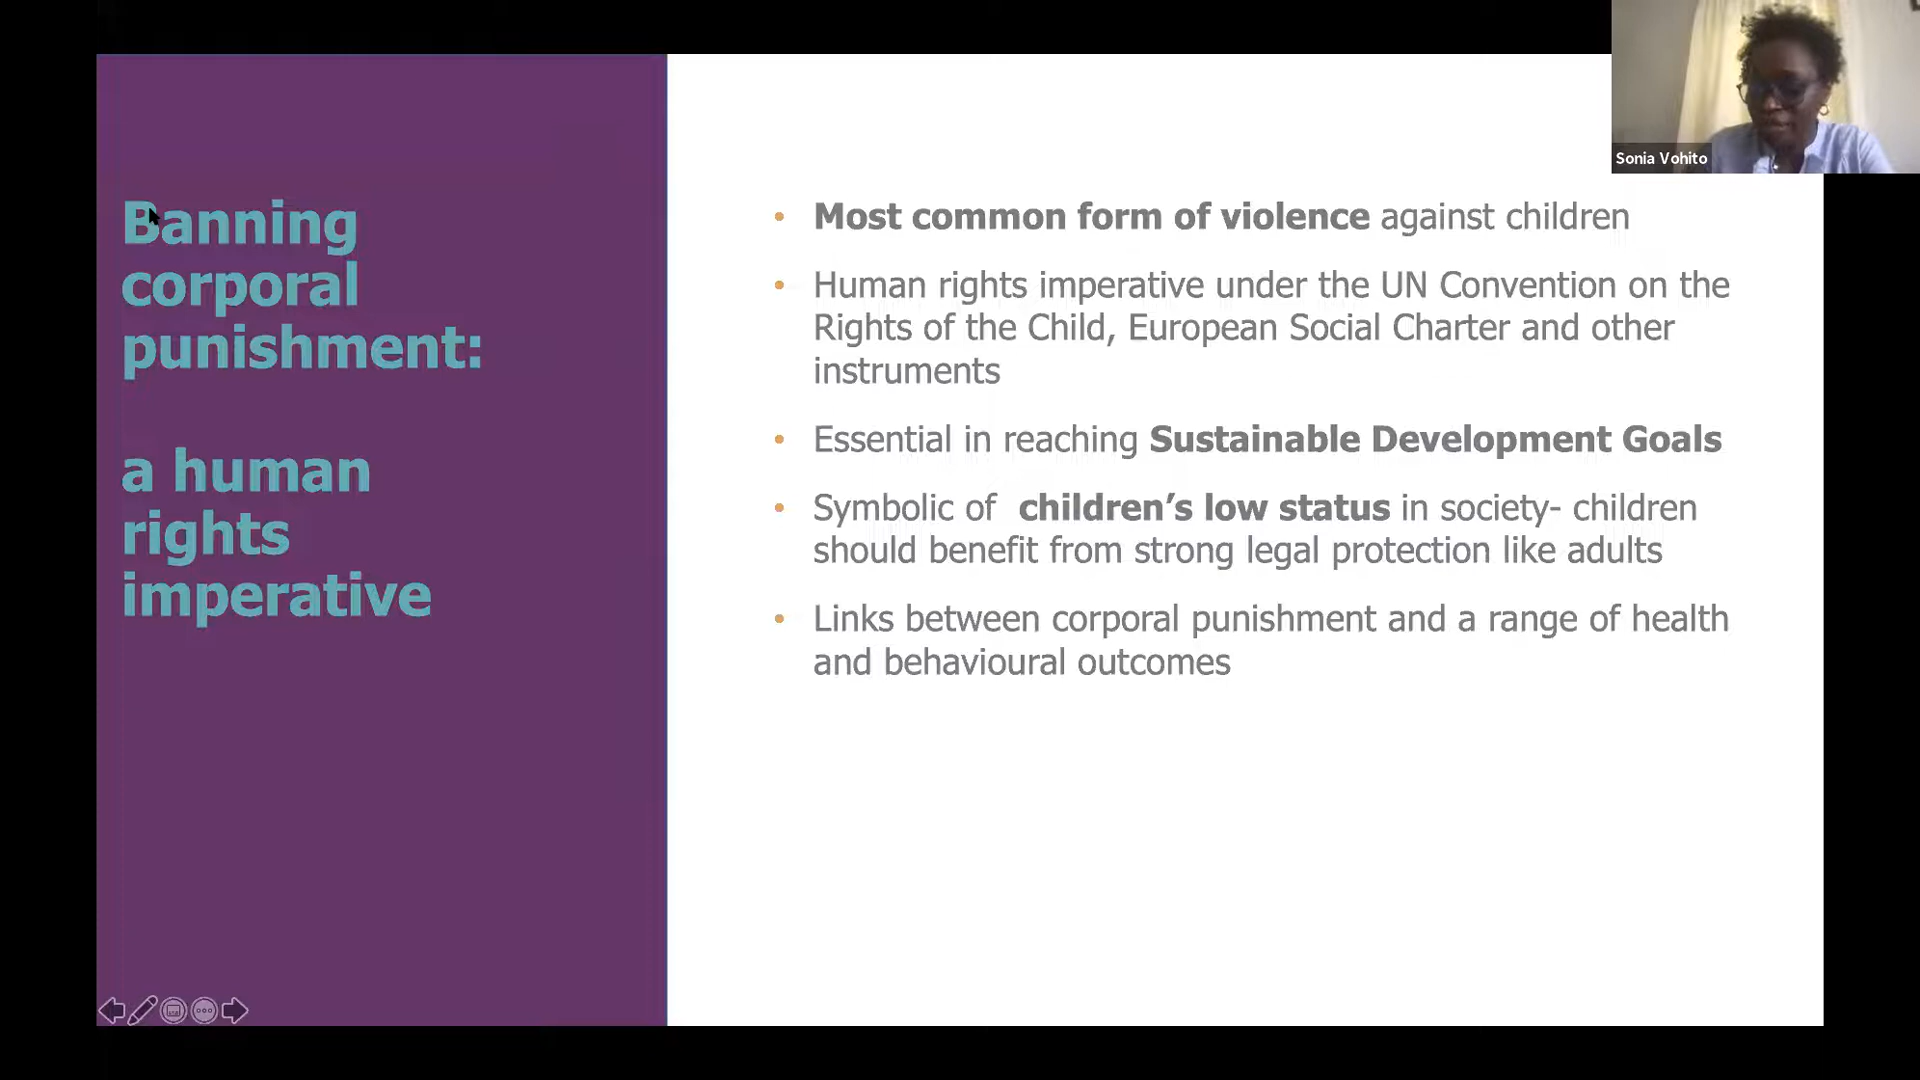 Banning
corporal
punishment:
a human
rights
imperative
Sonia Vohito
• Most common form of violence against children
• Human rights imperative under the UN Convention on the
Rights of the Child, European Social Charter and other
instruments
• Essential in reaching Sustainable Development Goals
• Symbolic of  children’s low status in society- children
should benefit from strong legal protection like adults
• Links between corporal punishment and a range of health
and behavioural outcomes